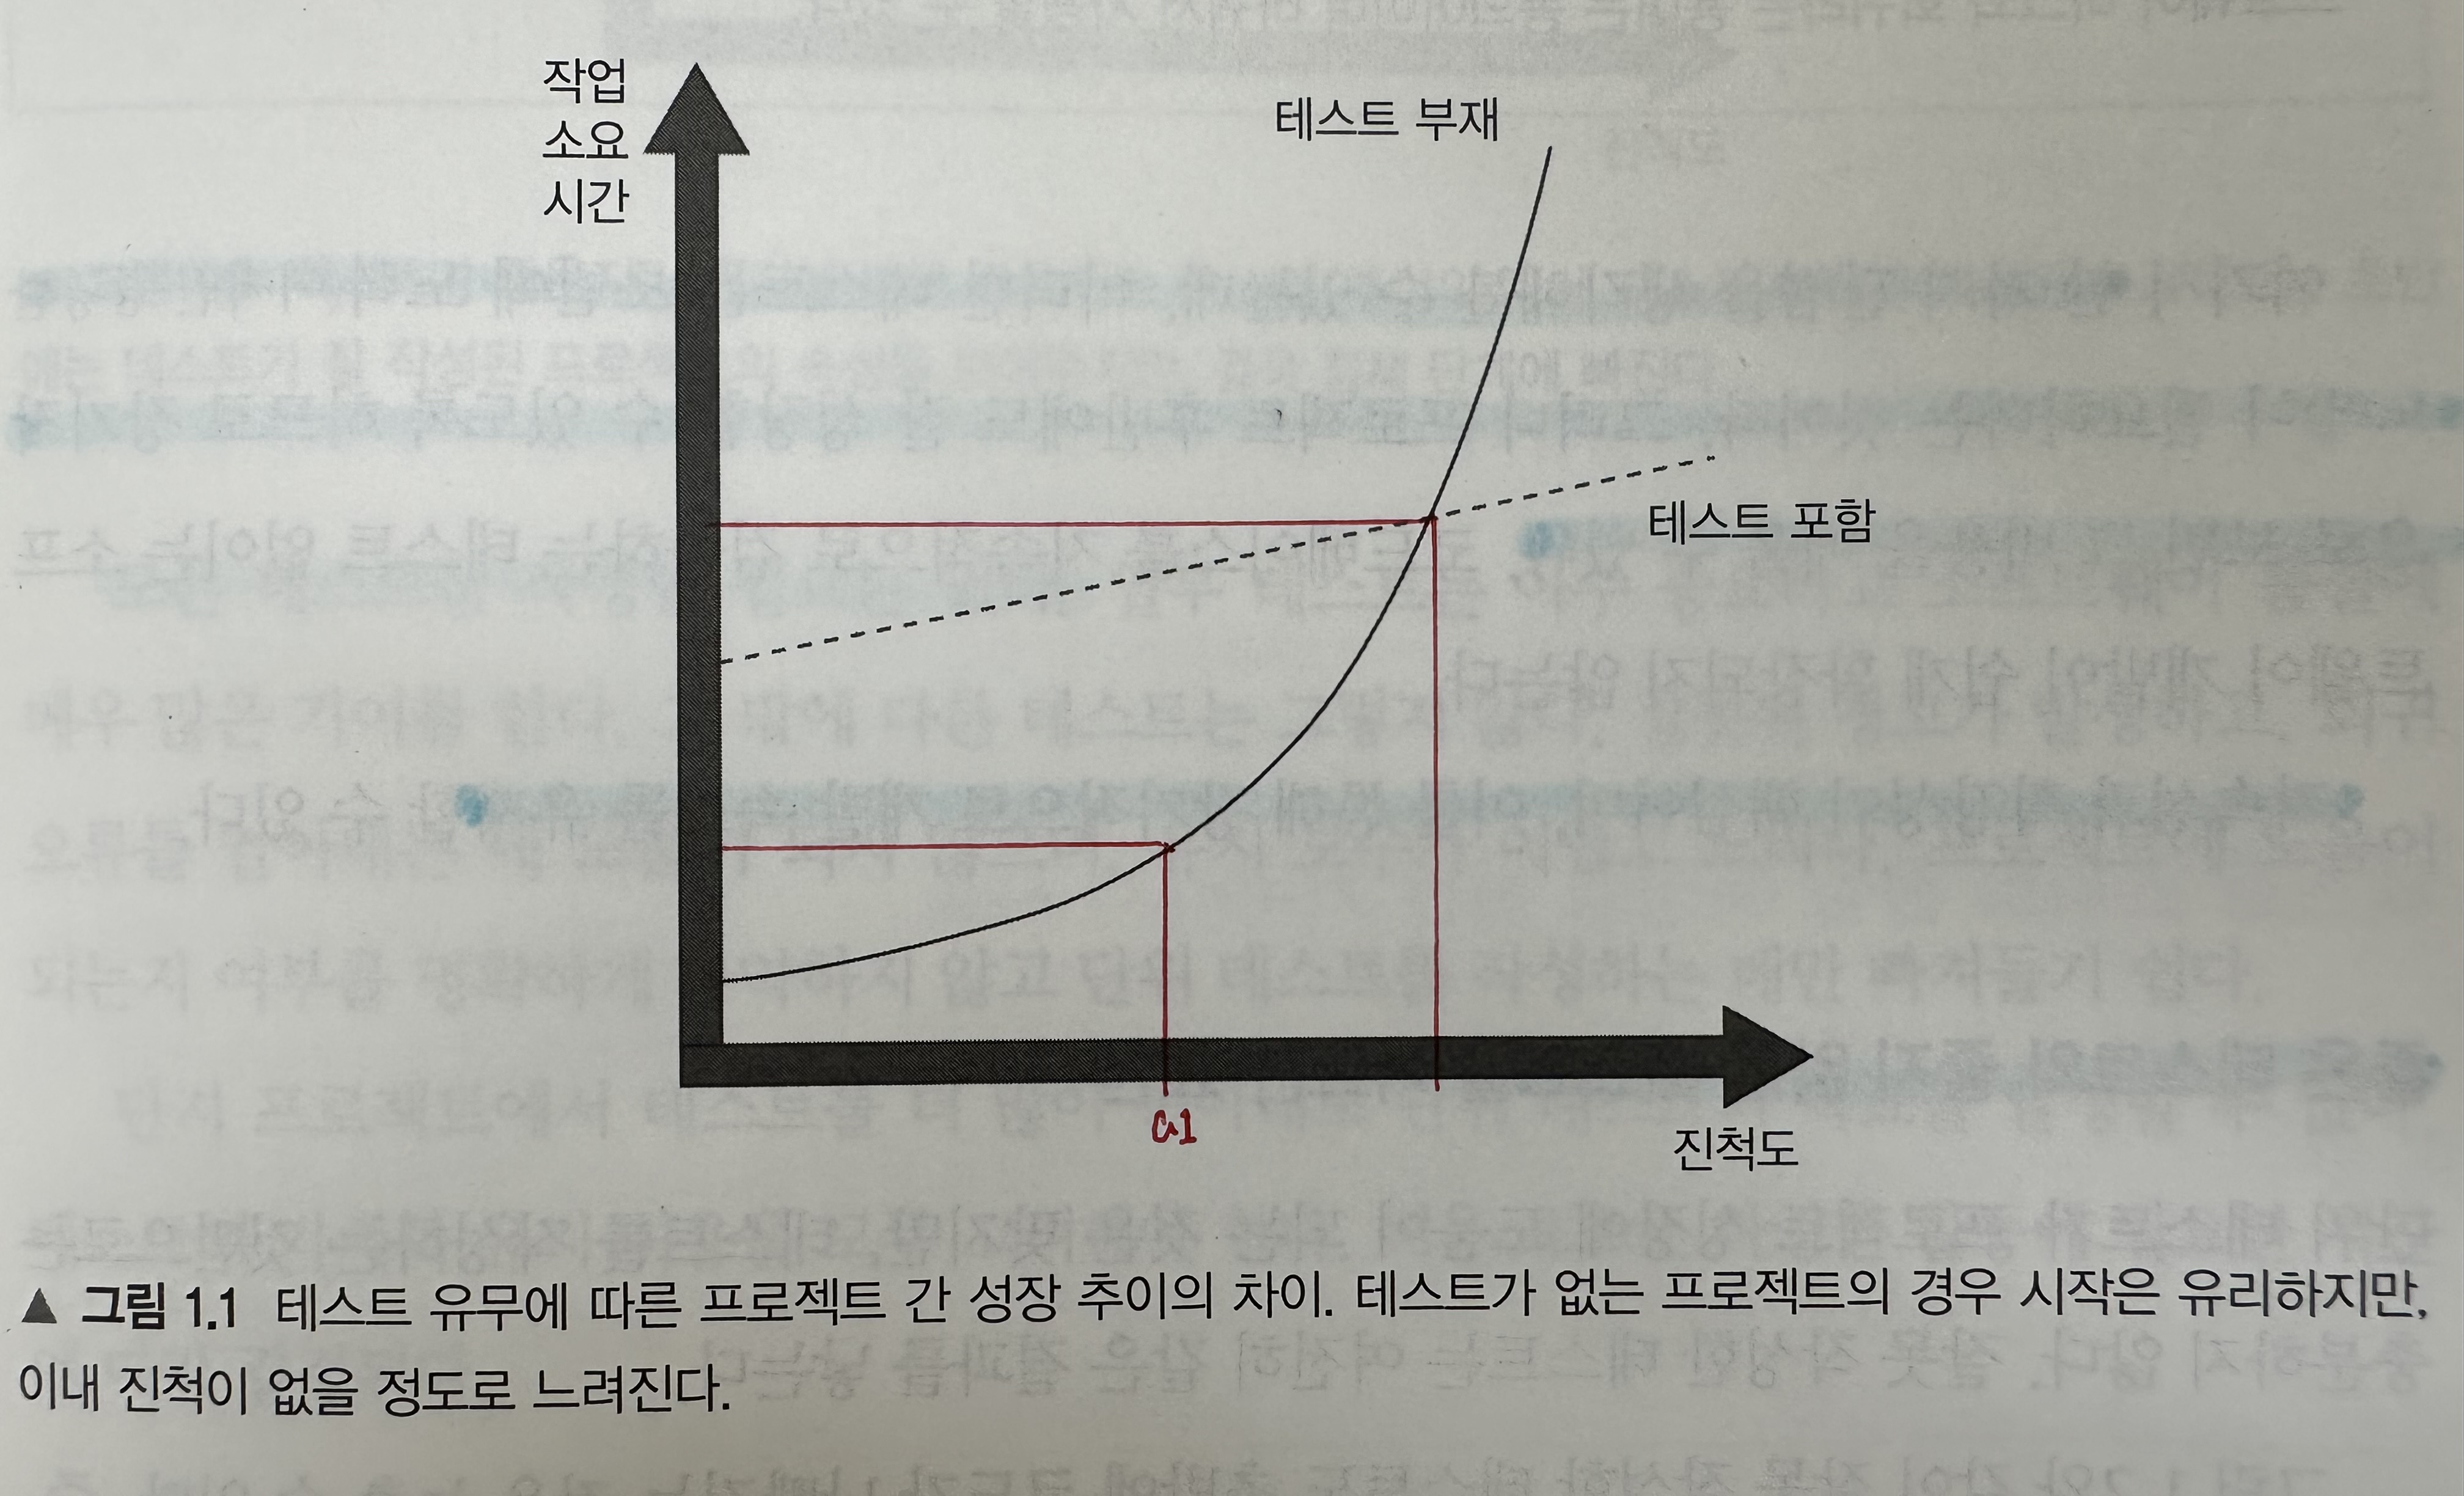 작업
소요
시간
테스트 부재
테스트 포함
a1
진척도
▲ 그림 1.1 테스트 유무에 따른 프로젝트 간 성장 추이의 차이. 테스트가 없는 프로젝트의 경우 시작은 유리하지만,
이내 진척이 없을 정도로 느려진다.